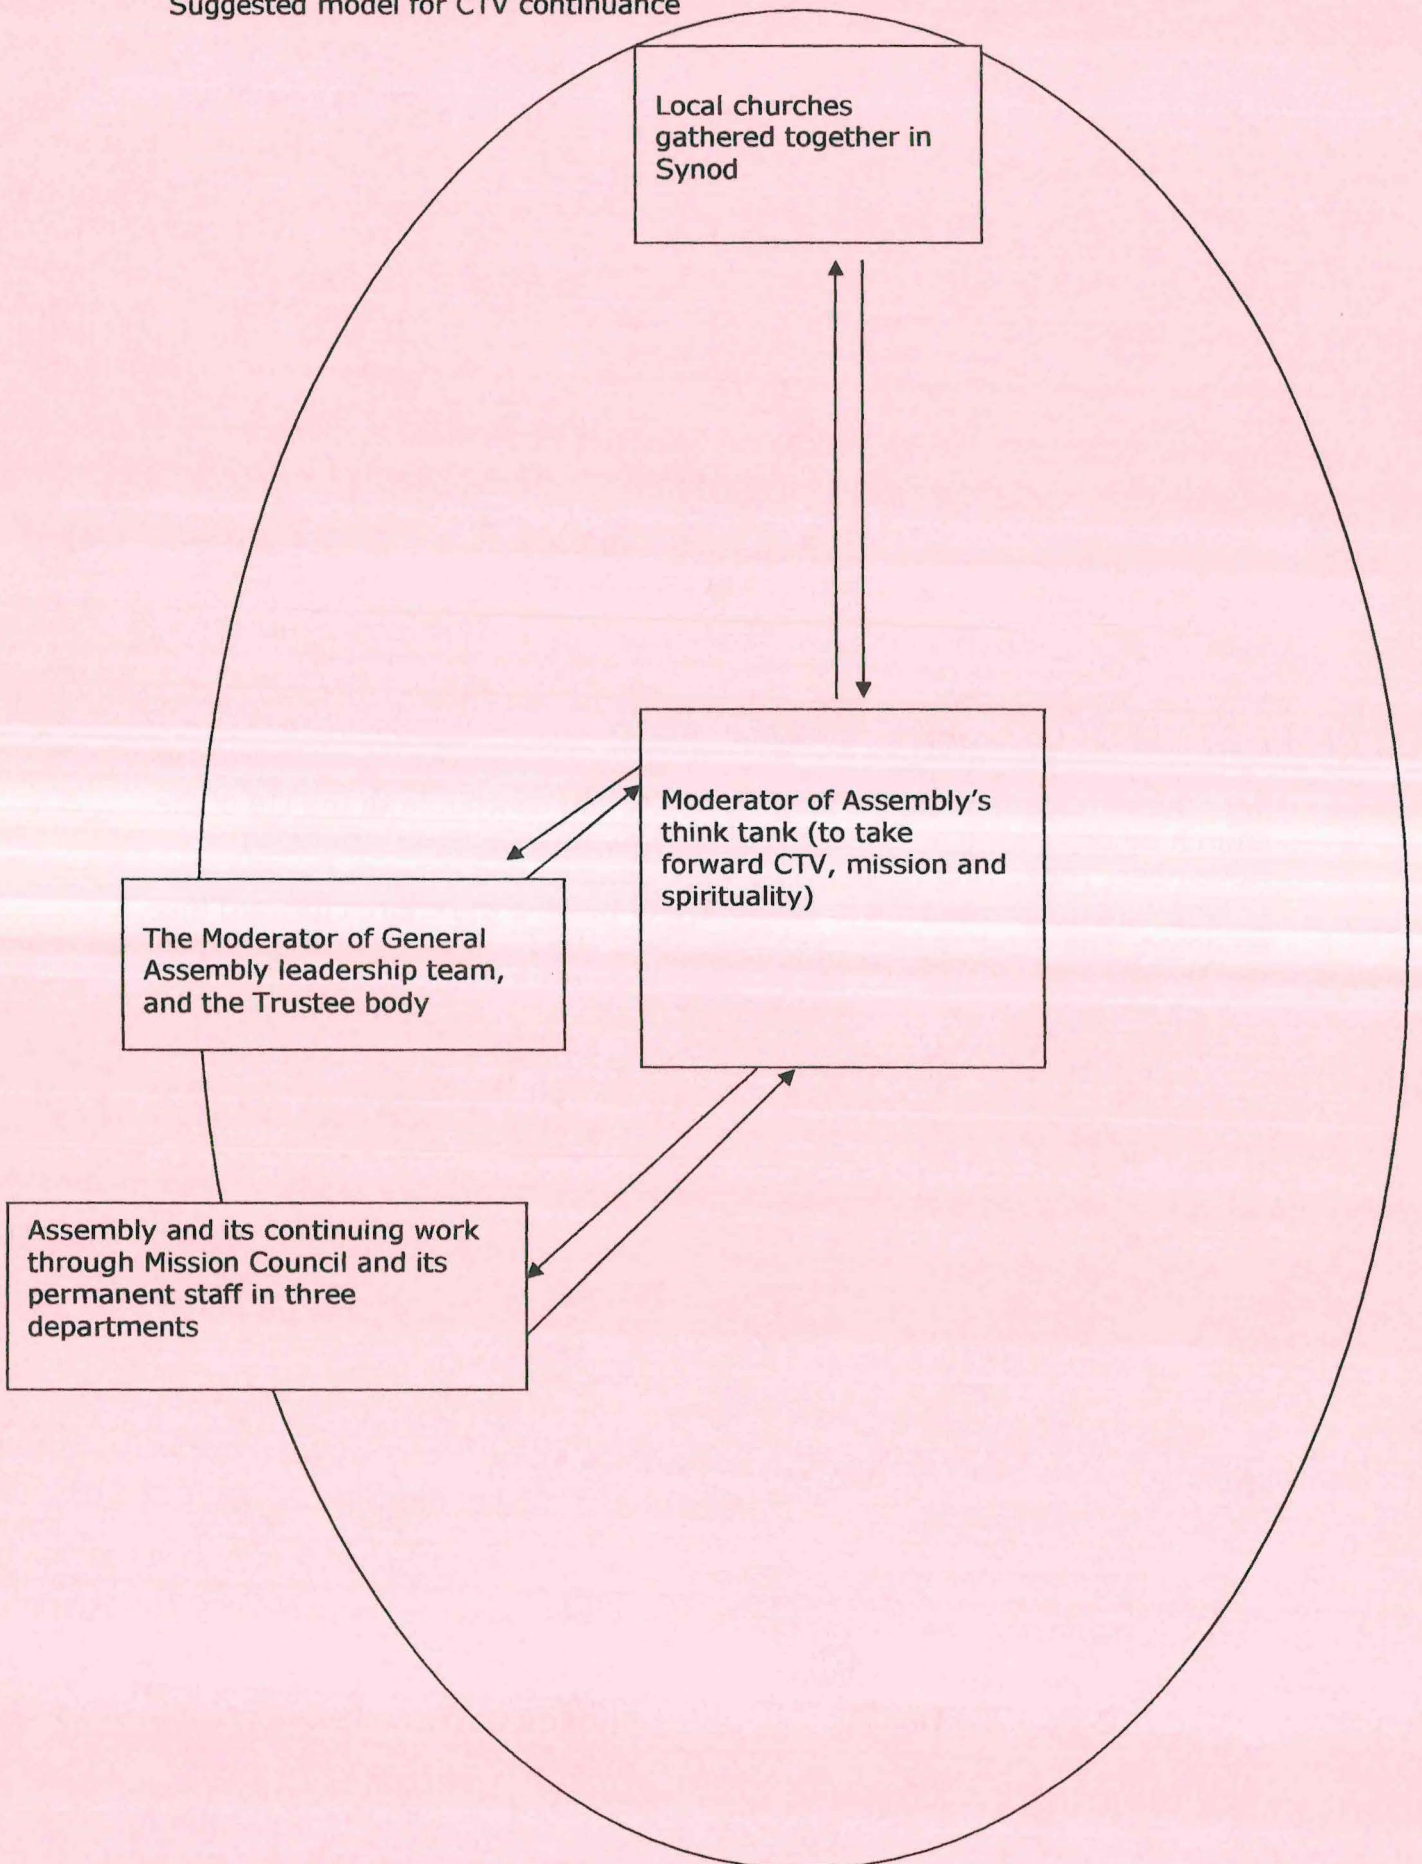 Suggested model for CTV continuance
Local churches
gathered together in
Synod
Moderator of Assembly's
think tank (to take
forward CTV, mission and
spirituality)
The Moderator of General
Assembly leadership team,
and the Trustee body
Assembly and its continuing work
through Mission Council and its
permanent staff in three
departments